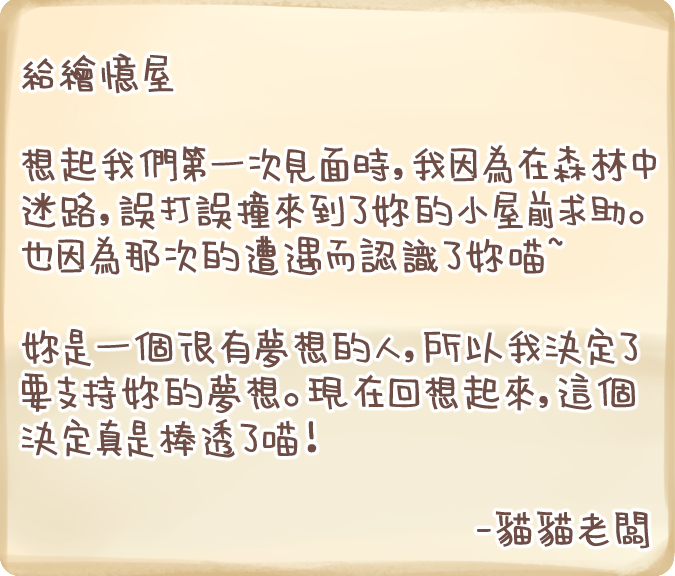 給繪憶屋
想起我們第一次見面時,我因為在森林中
迷路,誤打誤撞來到了妳的小屋前求助。
也因為那次的遭遇而認識了妳喵~
妳是一個很有夢想的人,所以我決定了
要支持妳的夢想。現在回想起來,這個
決定真是棒透了喵!
-貓貓老闆